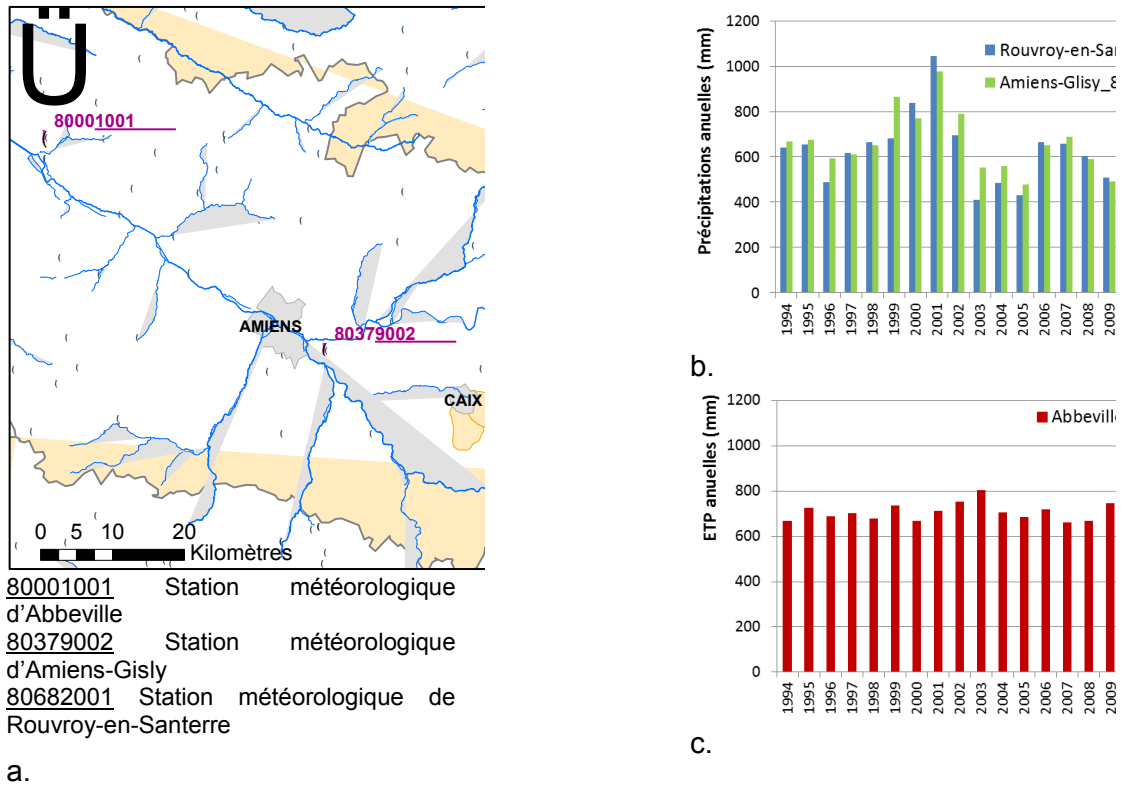 Ü
80001001
AMIENS
80379002
CAIX
0 5 10 20
Kilomètres
80001001 Station météorologique
d'Abbeville
80379002 Station météorologique
d'Amiens-Gisly
80682001 Station météorologique de
Rouvroy-en-Santerre
a.
Précipitations anuelles (mm)
1200
1000
800
600
400
200
0
Rouvroy-en-Sa
Amiens-Glisy_8
1994 1995 1996 1997 1998 1999 2000 2001 2002 2003 2004 2005 2006 2007 2008 2009
b.
ETP anuelles (mm)
1200
1000
800
600
400
200
0
Abbevill
1994 1995 1996 1997 1998 1999 2000 2001 2002 2003 2004 2005 2006 2007 2008 2009
c.